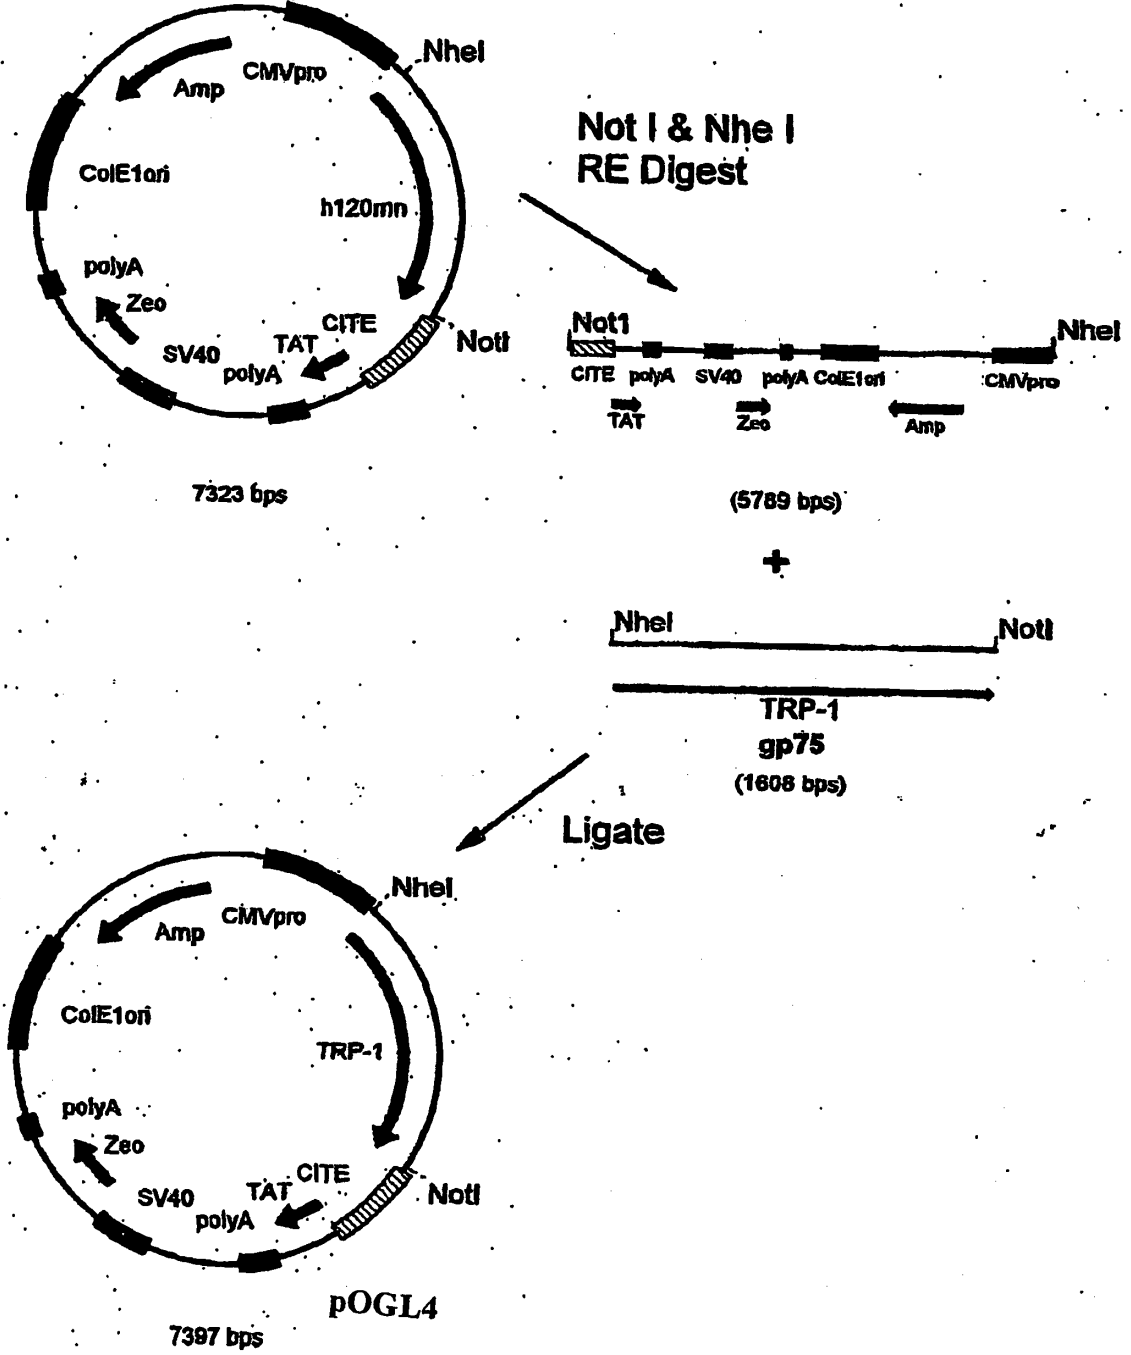 NheI
CMVpro
Amp
ColE1ori
h120mn
polyA
Zeo
CITE
TAT
SV40
polyA
NotI
7323 bps
Not I & Nhe I
RE Digest
Not1
NheI
CITE
polyA
SV40
polyA
ColE1ori
CMVpro
TAT
Zeo
Amp
(5789 bps)
+
NheI
NotI
TRP-1
gp75
(1608 bps)
Ligate
NheI
CMVpro
Amp
ColE1ori
TRP-1
polyA
Zeo
CITE
TAT
SV40
polyA
NotI
pOGL4
7397 bps